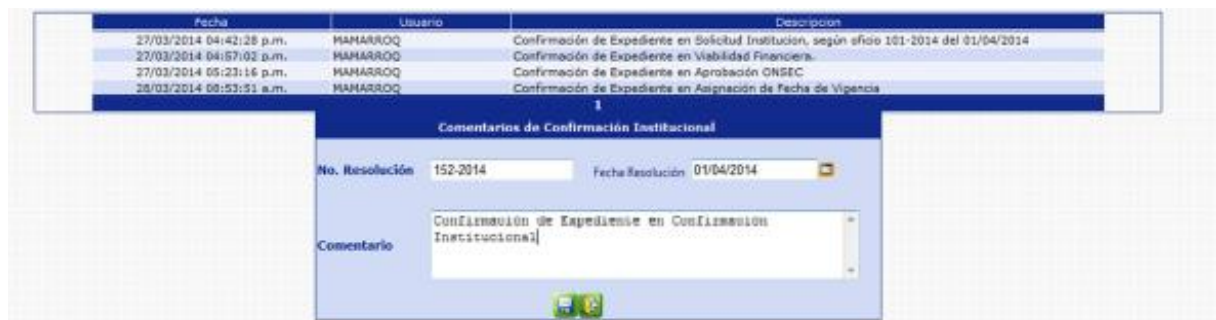 Fecha Usuario Descripcion
27/03/2014 04:42:28 p.m. MAMARROQ Confirmación de Expediente en Solicitud Institucion, según oficio 101-2014 del 01/04/2014
27/03/2014 04:57:02 p.m. MAMARROQ Confirmación de Expediente en Viabilidad Financiera.
27/03/2014 05:23:16 p.m. MAMARROQ Confirmación de Expediente en Aprobación ONSEC
28/03/2014 08:53:51 a.m. MAMARROQ Confirmación de Expediente en Asignación de Fecha de Vigencia
1
Comentarios de Confirmación Institucional
No. Resolución 152-2014 Fecha Resolución 01/04/2014
Confirmación de Expediente en Confirmación
Institucional
Comentario